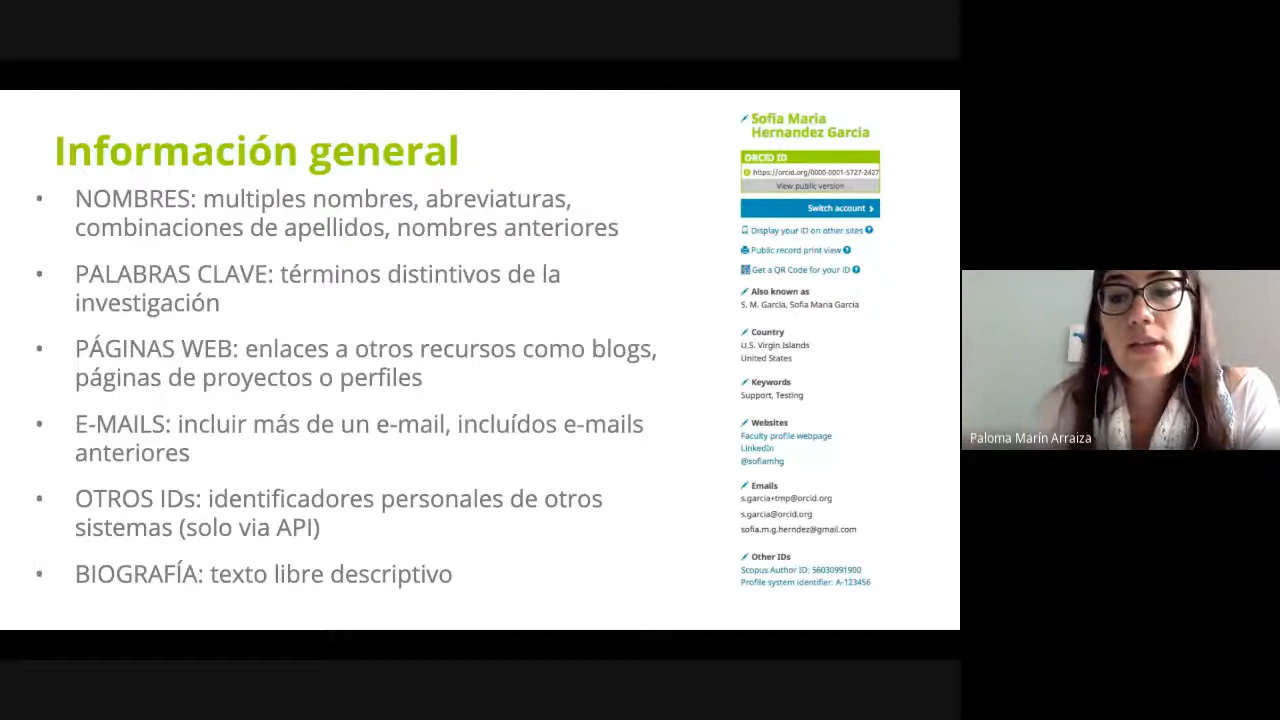 Información general
• NOMBRES: multiples nombres, abreviaturas,
combinaciones de apellidos, nombres anteriores
• PALABRAS CLAVE: términos distintivos de la
investigación
• PÁGINAS WEB: enlaces a otros recursos como blogs,
páginas de proyectos o perfiles
• E-MAILS: incluir más de un e-mail, incluídos e-mails
anteriores
• OTROS IDs: identificadores personales de otros
sistemas (solo via API)
• BIOGRAFÍA: texto libre descriptivo
Sofia Maria
Hernandez Garcia
ORCID ID
https://orcid.org/0000-0001-5727-2427
View public version
Switch account
Display your ID on other sites
Public record print view
Get a QR Code for your ID
Also known as
S. M. Garcia, Sofia Maria Garcia
Country
U.S. Virgin Islands
United States
Keywords
Support, Testing
Websites
Faculty profile webpage
LinkedIn
@sofiamhg
Emails
s.garcia+tmp@orcid.org
s.garcia@orcid.org
sofia.m.g.herndez@gmail.com
Other IDs
Scopus Author ID: 56030991900
Profile system identifier: A-123456
Paloma Marín Arraiza